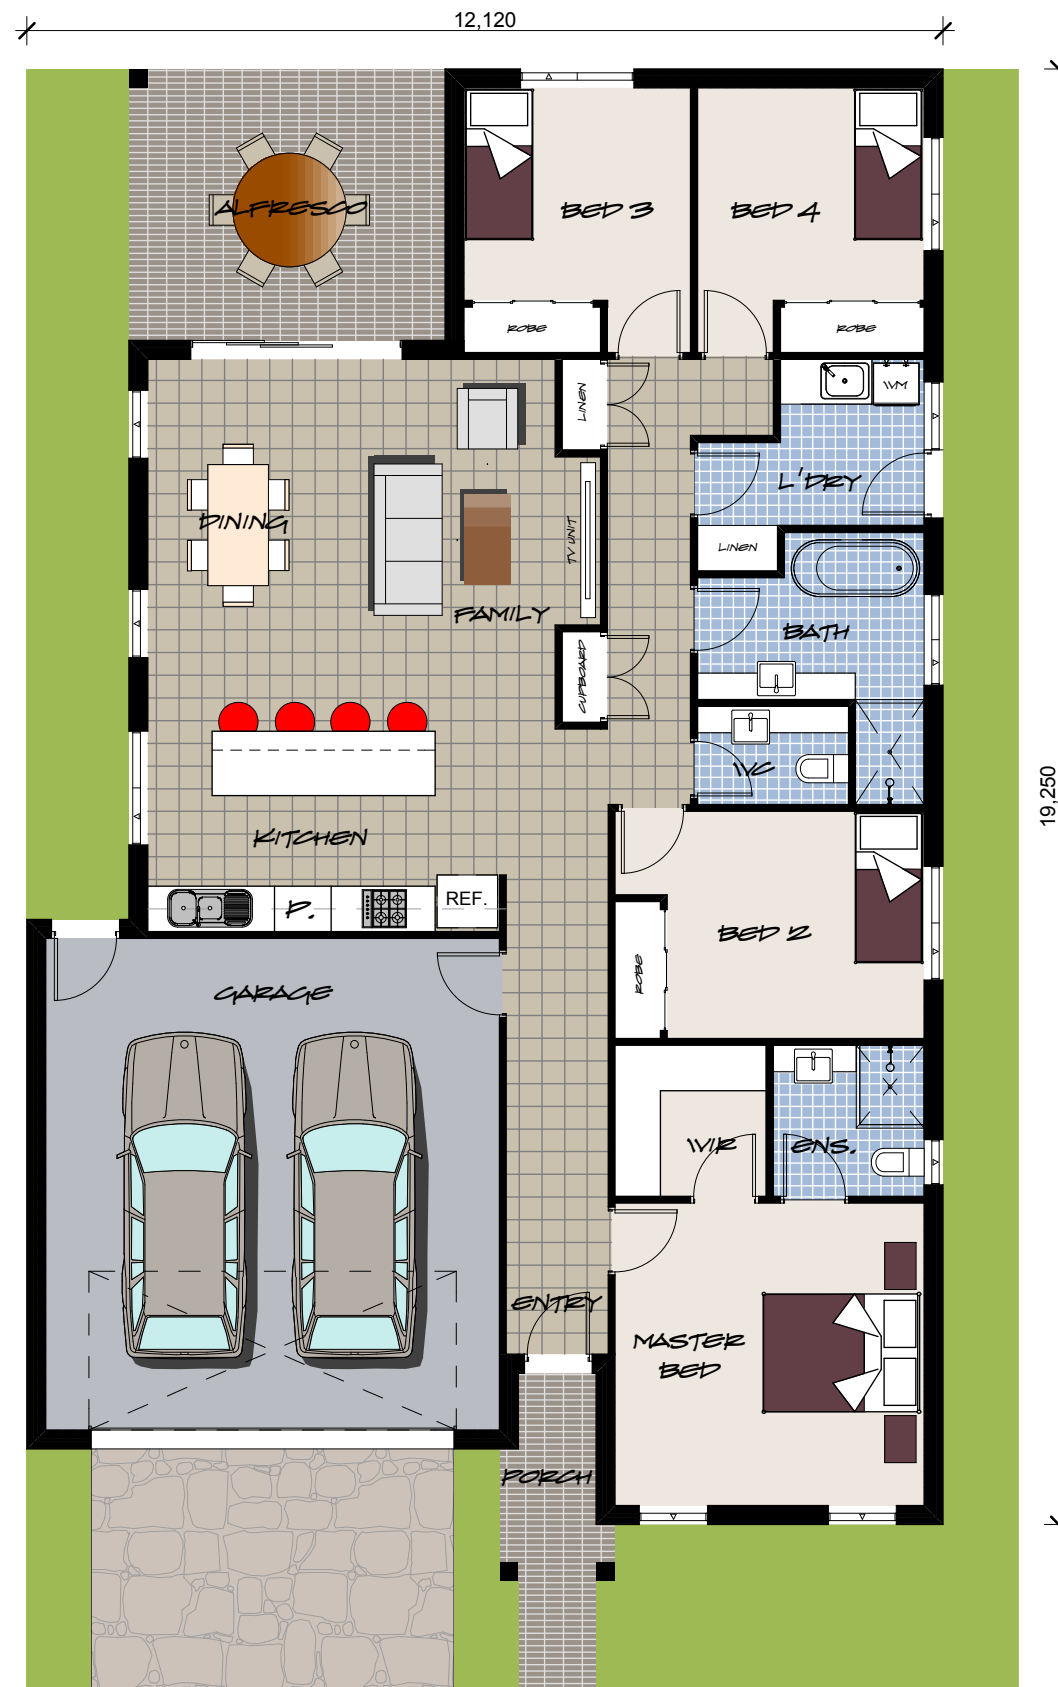 12,120
ALFRESCO
BED 3
BED 4
ROBE
ROBE
LINEN
WM
L'DRY
DINING
TV UNIT
LINEN
FAMILY
BATH
CUPBOARD
WC
19,250
KITCHEN
P.
REF.
BED 2
ROBE
GARAGE
WIR
ENS.
ENTRY
MASTER
BED
PORCH